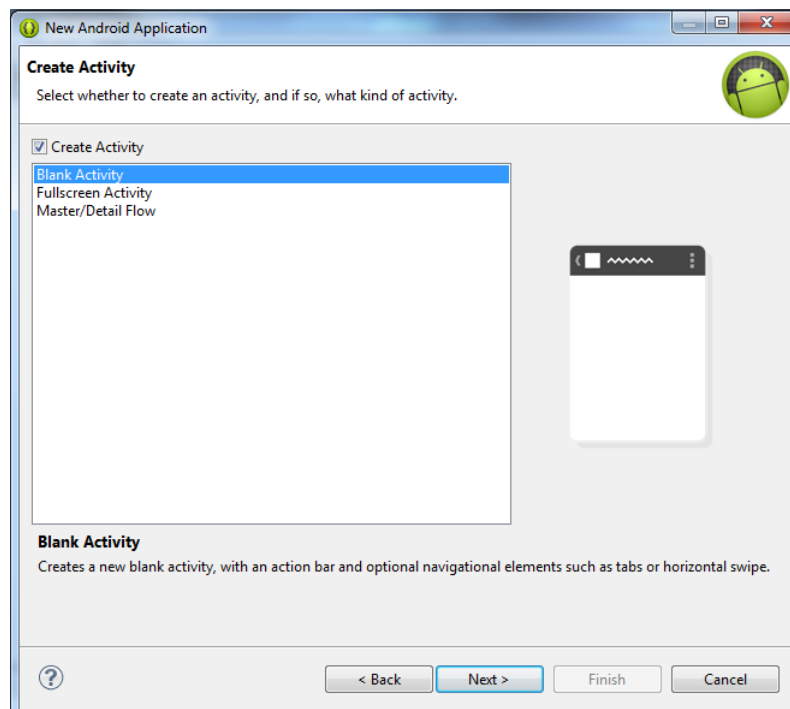 New Android Application
Create Activity
Select whether to create an activity, and if so, what kind of activity.
Create Activity
Blank Activity
Fullscreen Activity
Master/Detail Flow
Blank Activity
Creates a new blank activity, with an action bar and optional navigational elements such as tabs or horizontal swipe.
? < Back Next > Finish Cancel